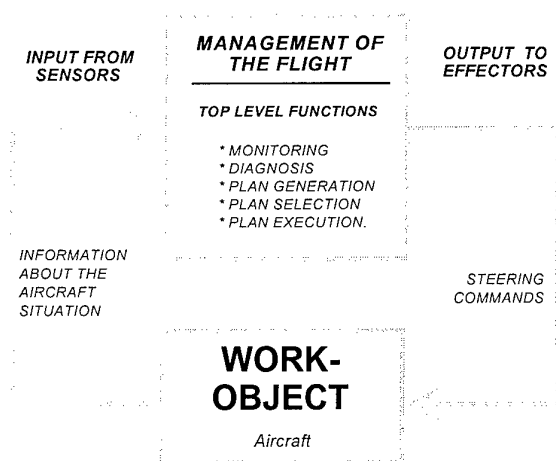 INPUT FROM
SENSORS
MANAGEMENT OF
THE FLIGHT
OUTPUT TO
EFFECTORS
TOP LEVEL FUNCTIONS
* MONITORING
* DIAGNOSIS
* PLAN GENERATION
* PLAN SELECTION
* PLAN EXECUTION.
INFORMATION
ABOUT THE
AIRCRAFT
SITUATION
STEERING
COMMANDS
WORK-
OBJECT
Aircraft